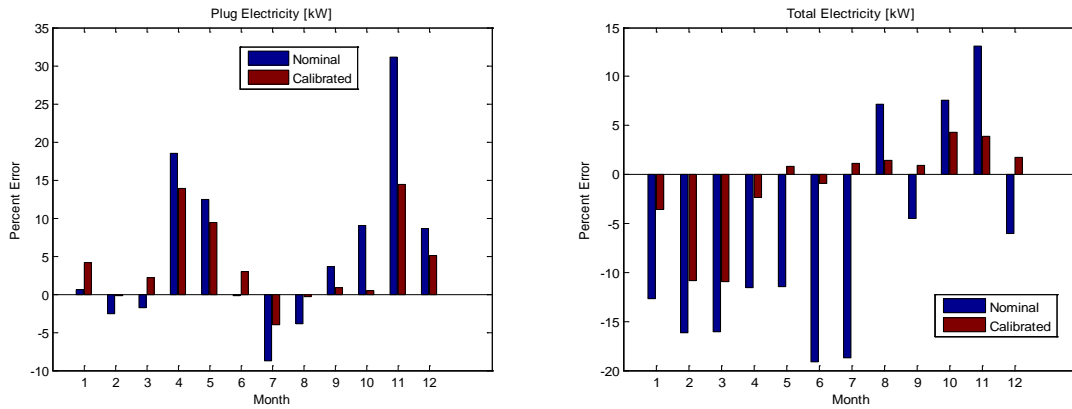 Plug Electricity [kW]
35
30
25
20
15
10
5
0
-5
-10
Percent Error
Nominal
Calibrated
1 2 3 4 5 6 7 8 9 10 11 12
Month
Total Electricity [kW]
15
10
5
0
-5
-10
-15
-20
Percent Error
Nominal
Calibrated
1 2 3 4 5 6 7 8 9 10 11 12
Month